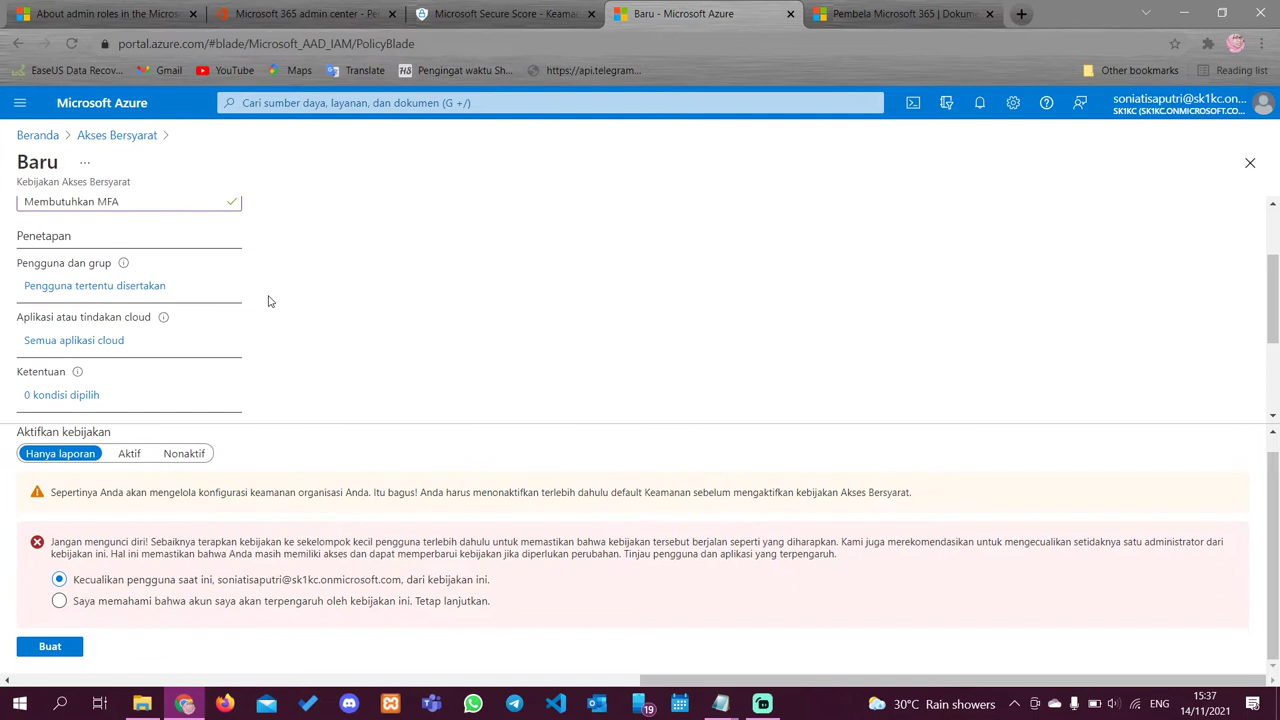 About admin roles in the Micros
Microsoft 365 admin center - Pe
Microsoft Secure Score - Keama
Baru - Microsoft Azure
Pembela Microsoft 365 | Dokume
portal.azure.com/#blade/Microsoft_AAD_IAM/PolicyBlade
EaseUS Data Recov...
Gmail
YouTube
Maps
Translate
Pengingat waktu Sh...
https://api.telegram...
Other bookmarks
Reading list
Microsoft Azure
Cari sumber daya, layanan, dan dokumen (G +/)
soniatisaputri@sk1kc.on...
SK1KC (SK1KC.ONMICROSOFT.CO...
Beranda > Akses Bersyarat >
Baru ...
Kebijakan Akses Bersyarat
Membutuhkan MFA
Penetapan
Pengguna dan grup
Pengguna tertentu disertakan
Aplikasi atau tindakan cloud
Semua aplikasi cloud
Ketentuan
0 kondisi dipilih
Aktifkan kebijakan
Hanya laporan Aktif Nonaktif
Sepertinya Anda akan mengelola konfigurasi keamanan organisasi Anda. Itu bagus! Anda harus menonaktifkan terlebih dahulu default Keamanan sebelum mengaktifkan kebijakan Akses Bersyarat.
Jangan mengunci diri! Sebaiknya terapkan kebijakan ke sekelompok kecil pengguna terlebih dahulu untuk memastikan bahwa kebijakan tersebut berjalan seperti yang diharapkan. Kami juga merekomendasikan untuk mengecualikan setidaknya satu administrator dari
kebijakan ini. Hal ini memastikan bahwa Anda masih memiliki akses dan dapat memperbarui kebijakan jika diperlukan perubahan. Tinjau pengguna dan aplikasi yang terpengaruh.
Kecualikan pengguna saat ini, soniatisaputri@sk1kc.onmicrosoft.com, dari kebijakan ini.
Saya memahami bahwa akun saya akan terpengaruh oleh kebijakan ini. Tetap lanjutkan.
Buat
19
30°C Rain showers
ENG
15:37
14/11/2021